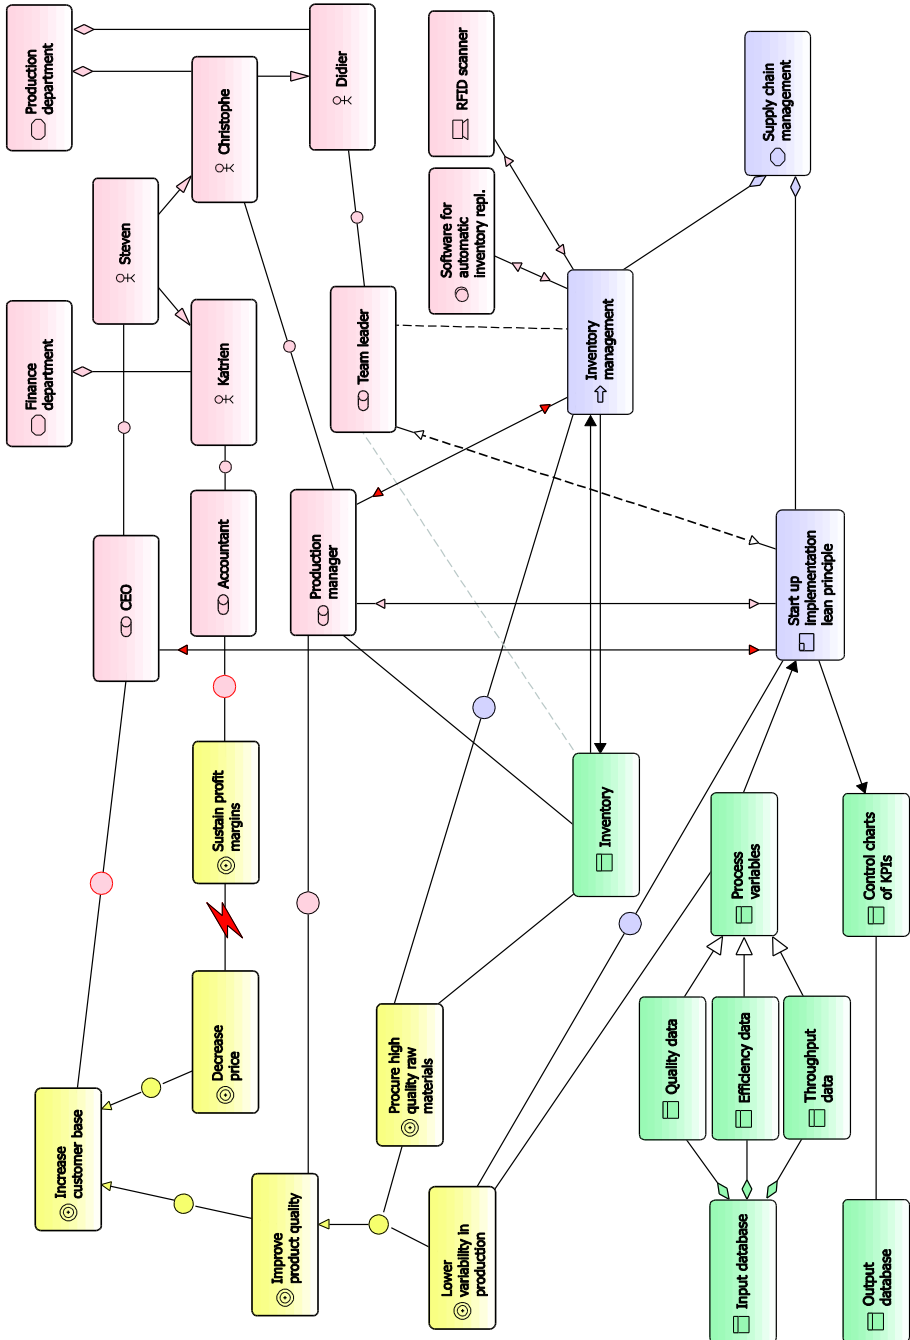 Increase
customer base
Improve
product quality
Decrease
price
Sustain profit
margins
Procure high
quality raw
materials
Lower
variability in
production
Finance
department
Production
department
CEO
Steven
Accountant
Katrien
Christophe
Production
manager
Team leader
Didier
Software for
automatic
inventory repl.
RFID scanner
Inventory
Inventory
management
Input database
Quality data
Efficiency data
Throughput
data
Process
variables
Start up
implementation
lean principle
Supply chain
management
Output
database
Control charts
of KPIs